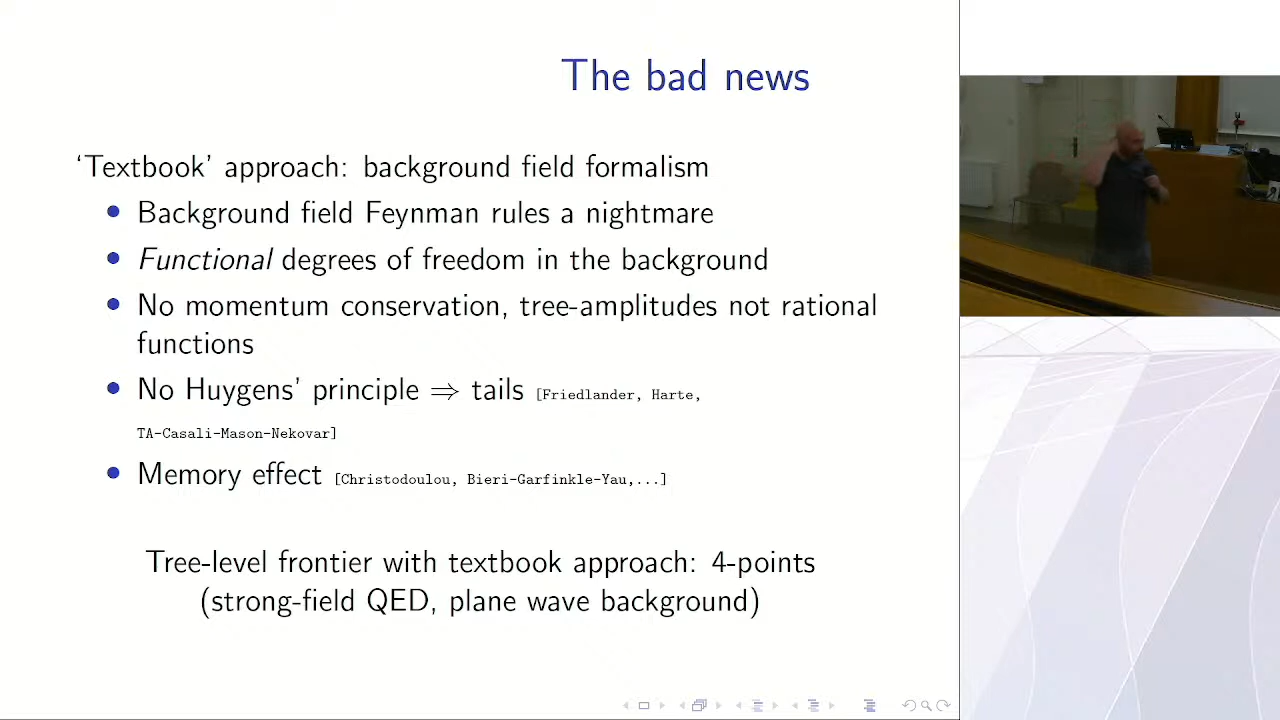 The bad news
‘Textbook’ approach: background field formalism
• Background field Feynman rules a nightmare
• Functional degrees of freedom in the background
• No momentum conservation, tree-amplitudes not rational
functions
• No Huygens’ principle ⇒ tails [Friedlander, Harte,
TA-Casali-Mason-Nekovar]
• Memory effect [Christodoulou, Bieri-Garfinkle-Yau,...]
Tree-level frontier with textbook approach: 4-points
(strong-field QED, plane wave background)